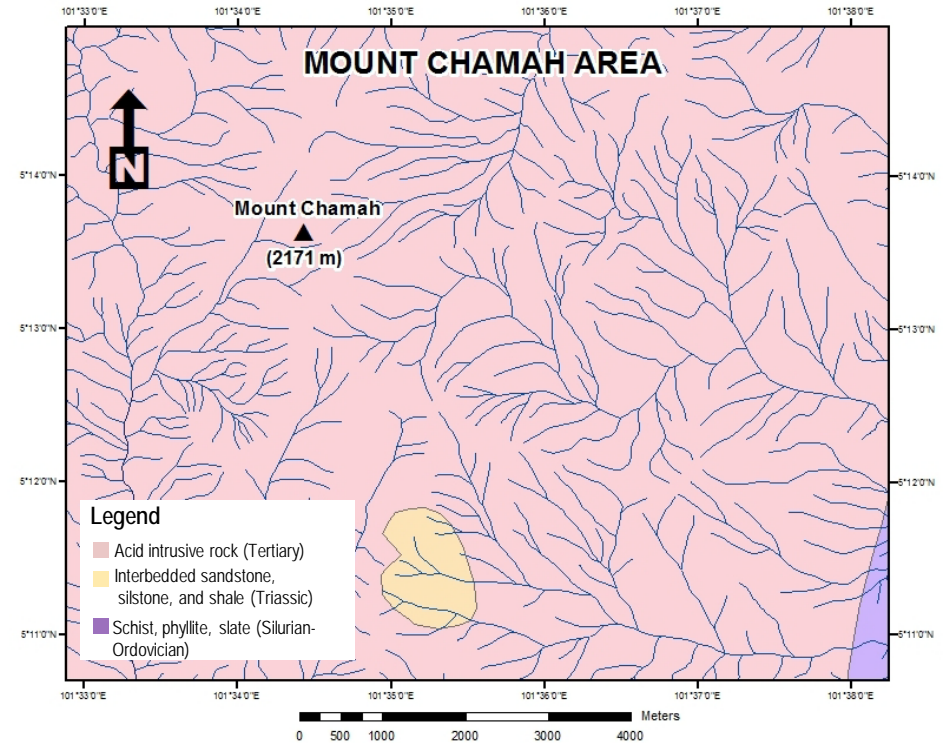 101°33'0"E 101°34'0"E 101°35'0"E 101°36'0"E 101°37'0"E 101°38'0"E
MOUNT CHAMAH AREA
N
5°14'0"N 5°14'0"N
Mount Chamah
(2171 m)
5°13'0"N 5°13'0"N
5°12'0"N 5°12'0"N
Legend
Acid intrusive rock (Tertiary)
Interbedded sandstone,
silstone, and shale (Triassic)
Schist, phyllite, slate (Silurian-
Ordovician)
5°11'0"N 5°11'0"N
101°33'0"E 101°34'0"E 101°35'0"E 101°36'0"E 101°37'0"E 101°38'0"E
Meters
0 500 1000 2000 3000 4000